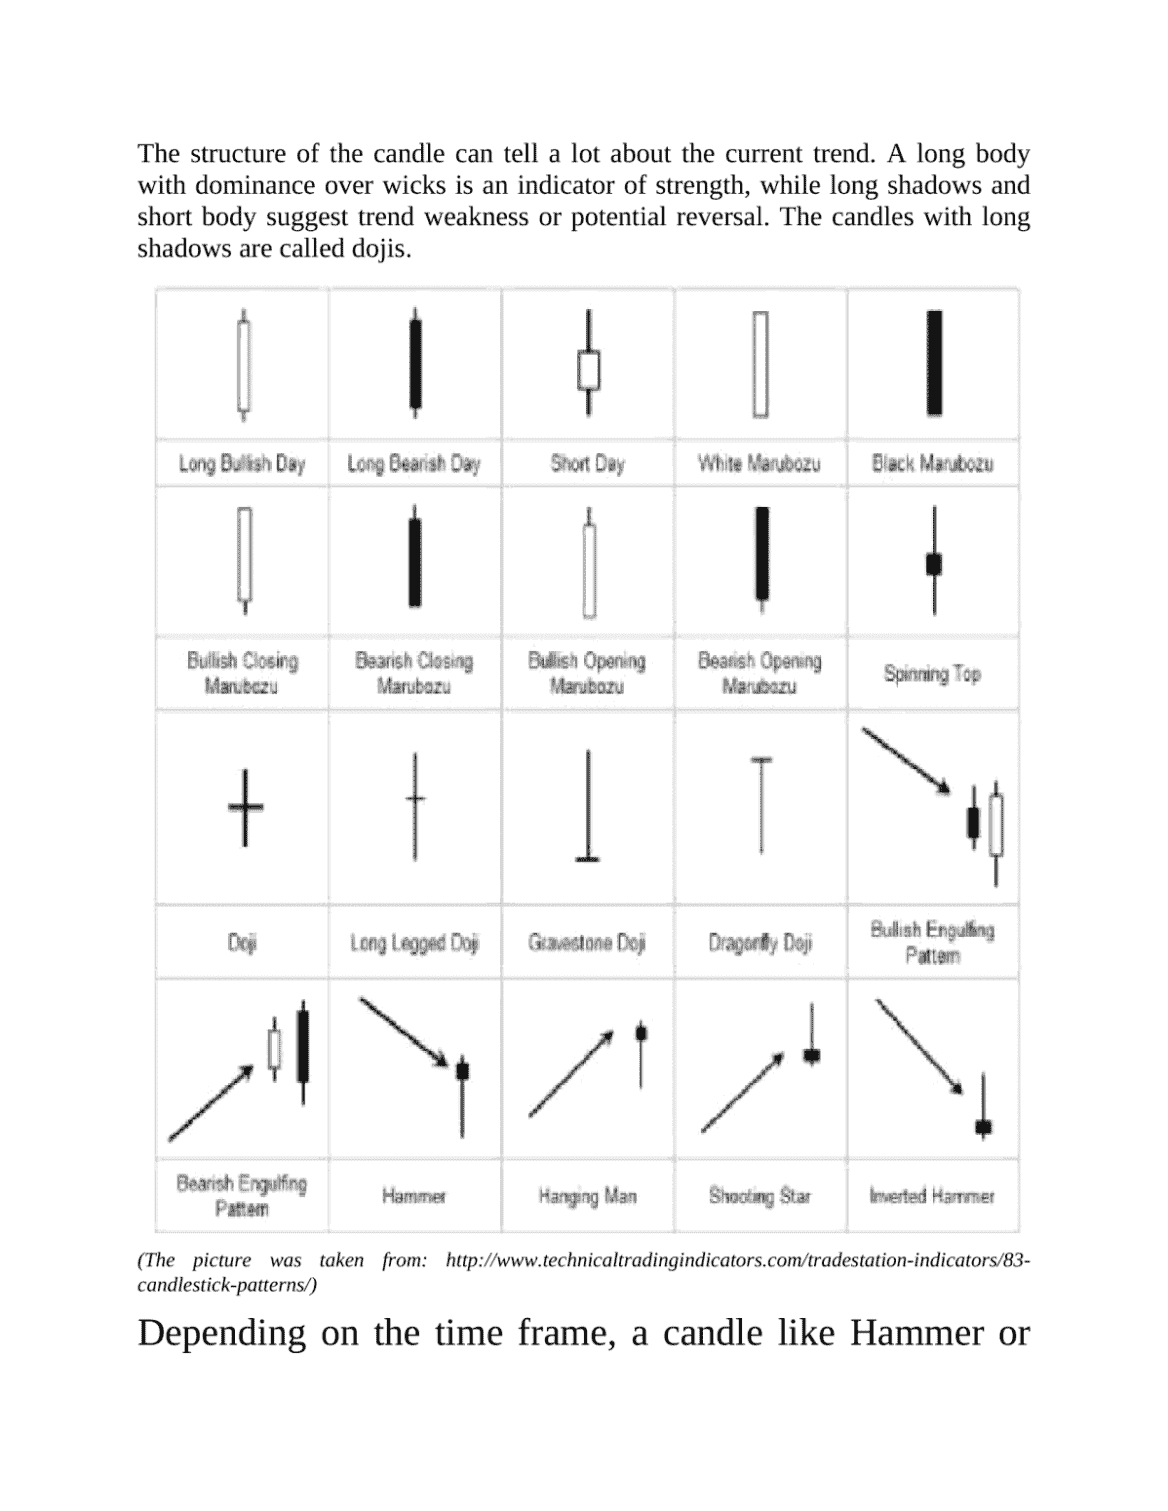 The structure of the candle can tell a lot about the current trend. A long body
with dominance over wicks is an indicator of strength, while long shadows and
short body suggest trend weakness or potential reversal. The candles with long
shadows are called dojis.
Long Bullish Day
Long Bearish Day
Short Day
White Marubozu
Black Marubozu
Bullish Closing
Marubozu
Bearish Closing
Marubozu
Bullish Opening
Marubozu
Bearish Opening
Marubozu
Spinning Top
Doji
Long Legged Doji
Gravestone Doji
Dragonfly Doji
Bullish Engulfing
Pattern
Bearish Engulfing
Pattern
Hammer
Hanging Man
Shooting Star
Inverted Hammer
(The picture was taken from: http://www.technicaltradingindicators.com/tradestation-indicators/83-
candlestick-patterns/)
Depending on the time frame, a candle like Hammer or